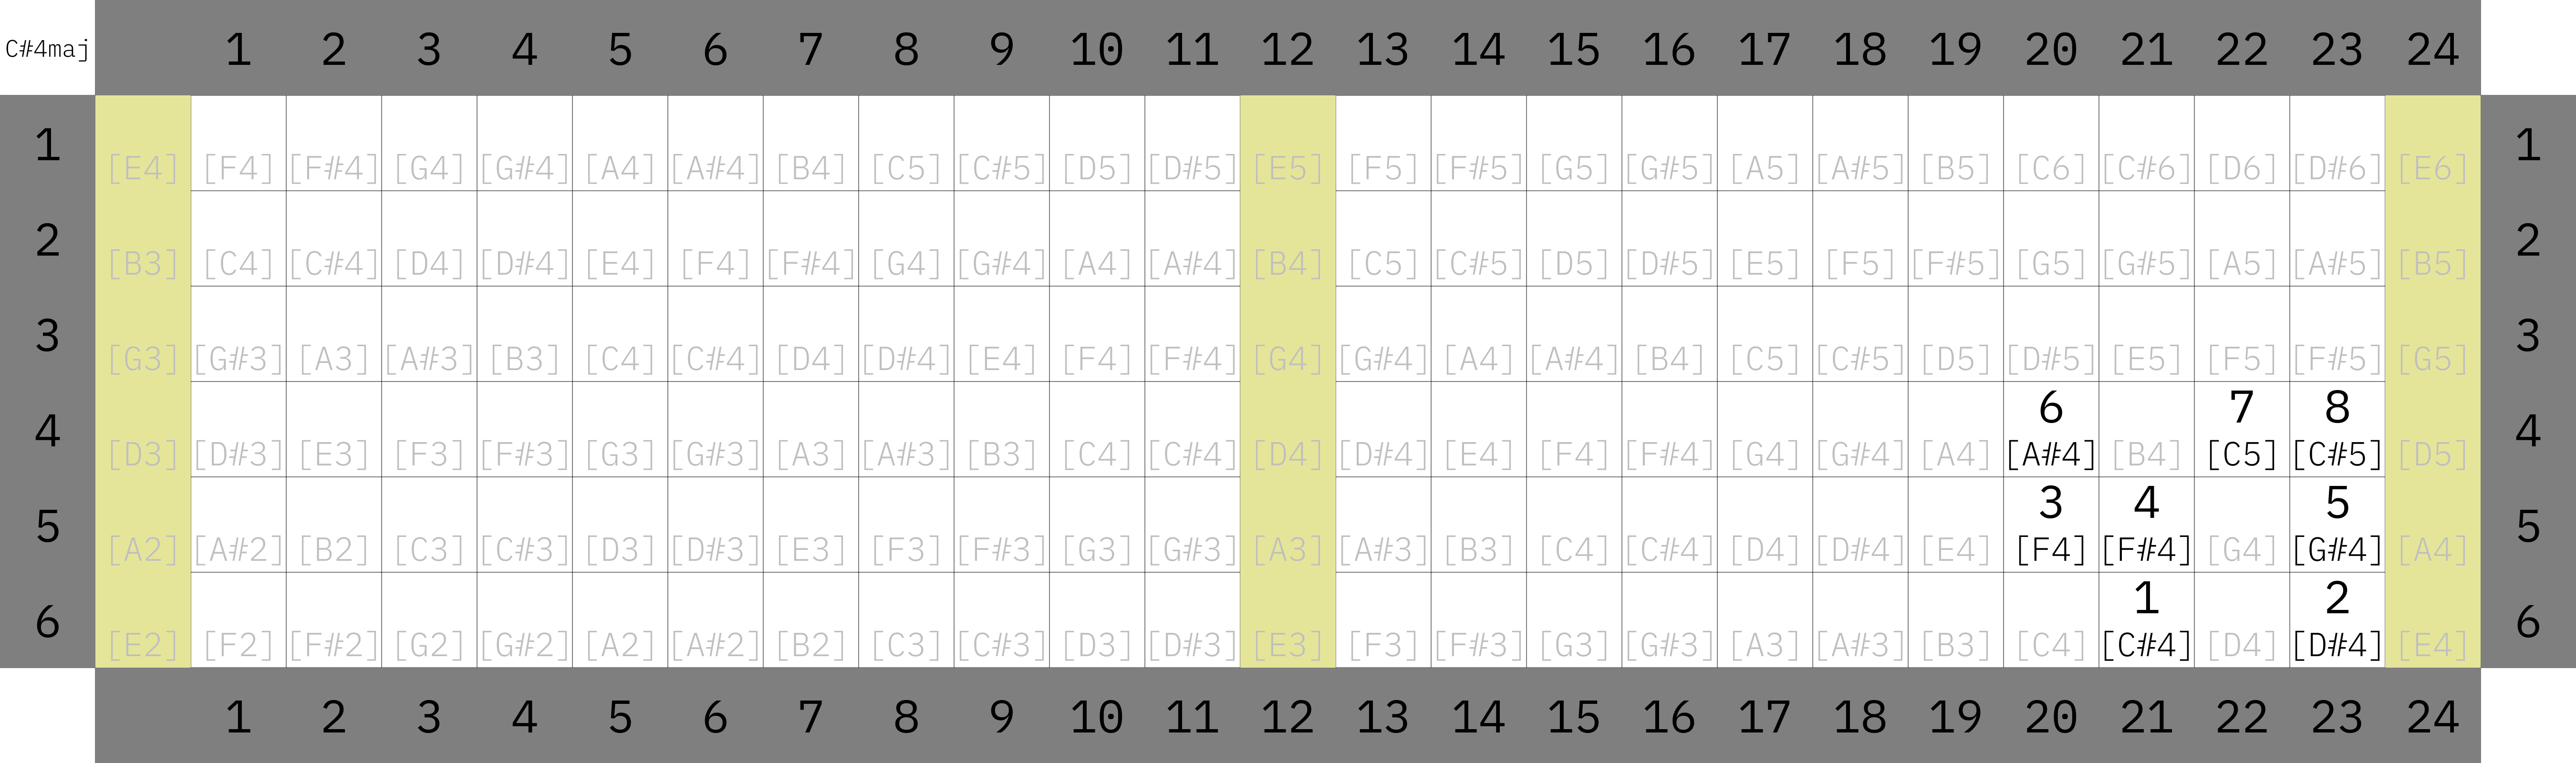 C#4maj 1 2 3 4 5 6 7 8 9 10 11 12 13 14 15 16 17 18 19 20 21 22 23 24
1 [E4] [F4] [F#4] [G4] [G#4] [A4] [A#4] [B4] [C5] [C#5] [D5] [D#5] [E5] [F5] [F#5] [G5] [G#5] [A5] [A#5] [B5] [C6] [C#6] [D6] [D#6] [E6] 1
2 [B3] [C4] [C#4] [D4] [D#4] [E4] [F4] [F#4] [G4] [G#4] [A4] [A#4] [B4] [C5] [C#5] [D5] [D#5] [E5] [F5] [F#5] [G5] [G#5] [A5] [A#5] [B5] 2
3 [G3] [G#3] [A3] [A#3] [B3] [C4] [C#4] [D4] [D#4] [E4] [F4] [F#4] [G4] [G#4] [A4] [A#4] [B4] [C5] [C#5] [D5] [D#5] [E5] [F5] [F#5] [G5] 3
6 7 8
4 [D3] [D#3] [E3] [F3] [F#3] [G3] [G#3] [A3] [A#3] [B3] [C4] [C#4] [D4] [D#4] [E4] [F4] [F#4] [G4] [G#4] [A4] [A#4] [B4] [C5] [C#5] [D5] 4
3 4 5
5 [A2] [A#2] [B2] [C3] [C#3] [D3] [D#3] [E3] [F3] [F#3] [G3] [G#3] [A3] [A#3] [B3] [C4] [C#4] [D4] [D#4] [E4] [F4] [F#4] [G4] [G#4] [A4] 5
1 2
6 [E2] [F2] [F#2] [G2] [G#2] [A2] [A#2] [B2] [C3] [C#3] [D3] [D#3] [E3] [F3] [F#3] [G3] [G#3] [A3] [A#3] [B3] [C4] [C#4] [D4] [D#4] [E4] 6
1 2 3 4 5 6 7 8 9 10 11 12 13 14 15 16 17 18 19 20 21 22 23 24